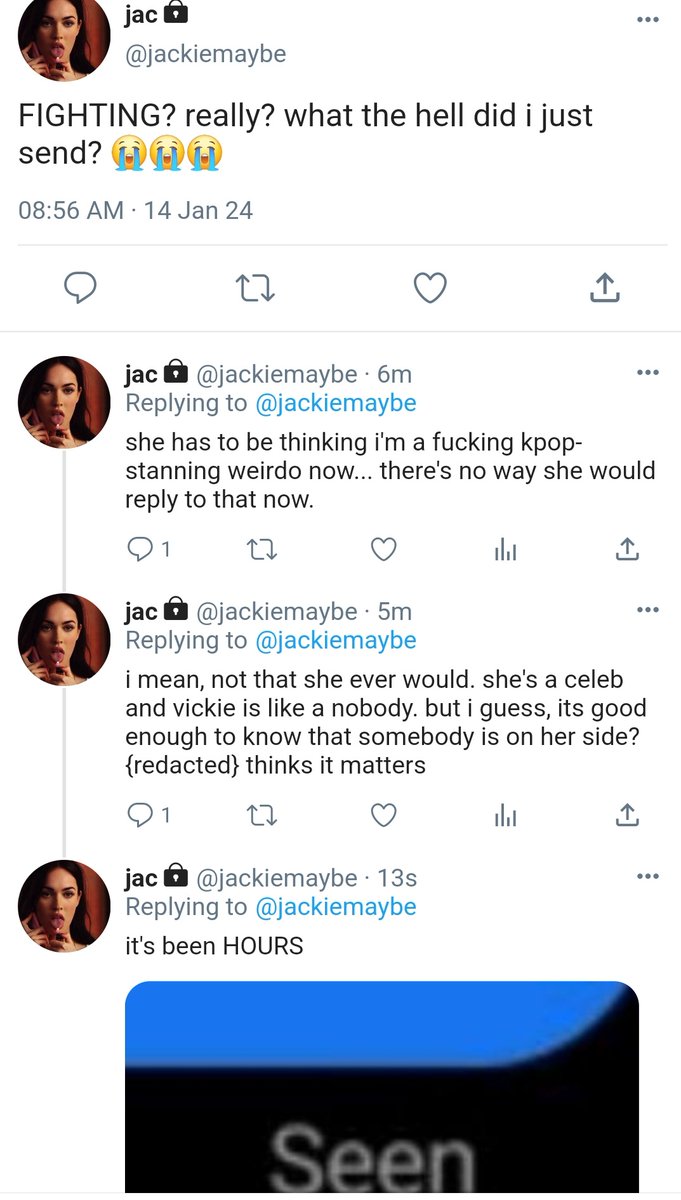 jac
@jackiemaybe
FIGHTING? really? what the hell did i just
send? 😭😭😭
08:56 AM · 14 Jan 24
jac @jackiemaybe · 6m
Replying to @jackiemaybe
she has to be thinking i'm a fucking kpop-
stanning weirdo now... there's no way she would
reply to that now.
1
jac @jackiemaybe · 5m
Replying to @jackiemaybe
i mean, not that she ever would. she's a celeb
and vickie is like a nobody. but i guess, its good
enough to know that somebody is on her side?
{redacted} thinks it matters
1
jac @jackiemaybe · 13s
Replying to @jackiemaybe
it's been HOURS
Seen